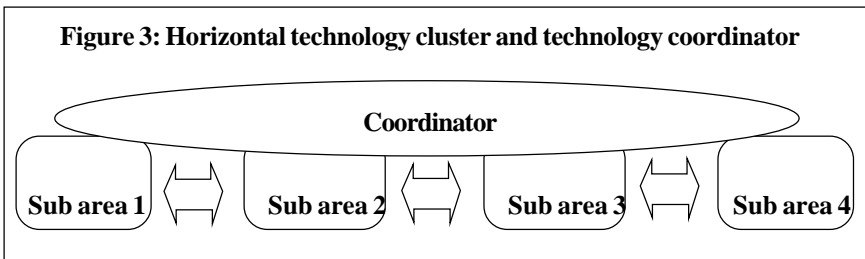 Figure 3: Horizontal technology cluster and technology coordinator
Coordinator
Sub area 1
Sub area 2
Sub area 3
Sub area 4